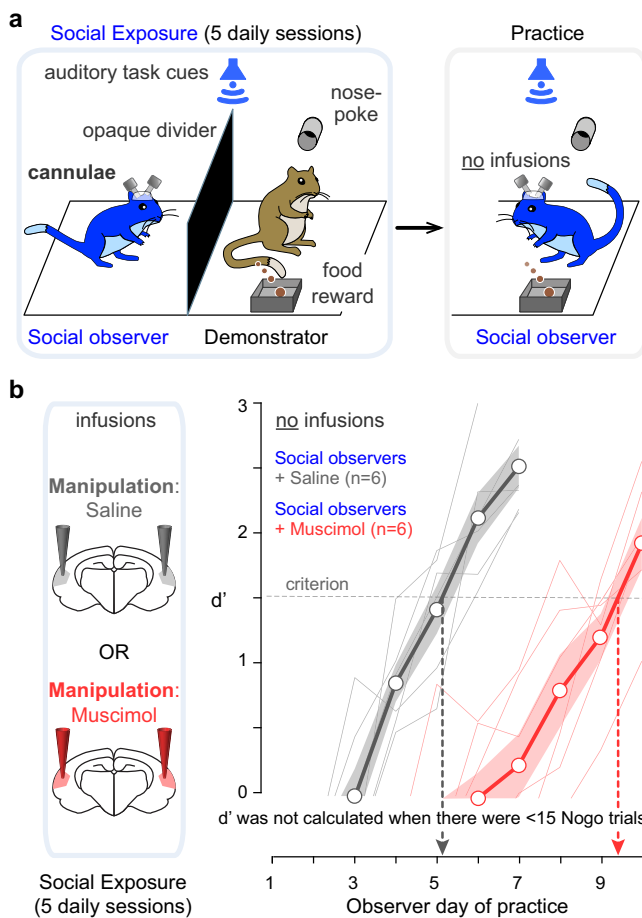 a
Social Exposure (5 daily sessions)
Practice
auditory task cues
nose-
poke
opaque divider
cannulae
no infusions
food
reward
Social observer
Demonstrator
Social observer
b
infusions
Manipulation:
Saline
OR
Manipulation:
Muscimol
Social Exposure
(5 daily sessions)
3
no infusions
Social observers
+ Saline (n=6)
Social observers
+ Muscimol (n=6)
2
criterion
d'
1
0
d' was not calculated when there were <15 Nogo trials
1 3 5 7 9
Observer day of practice